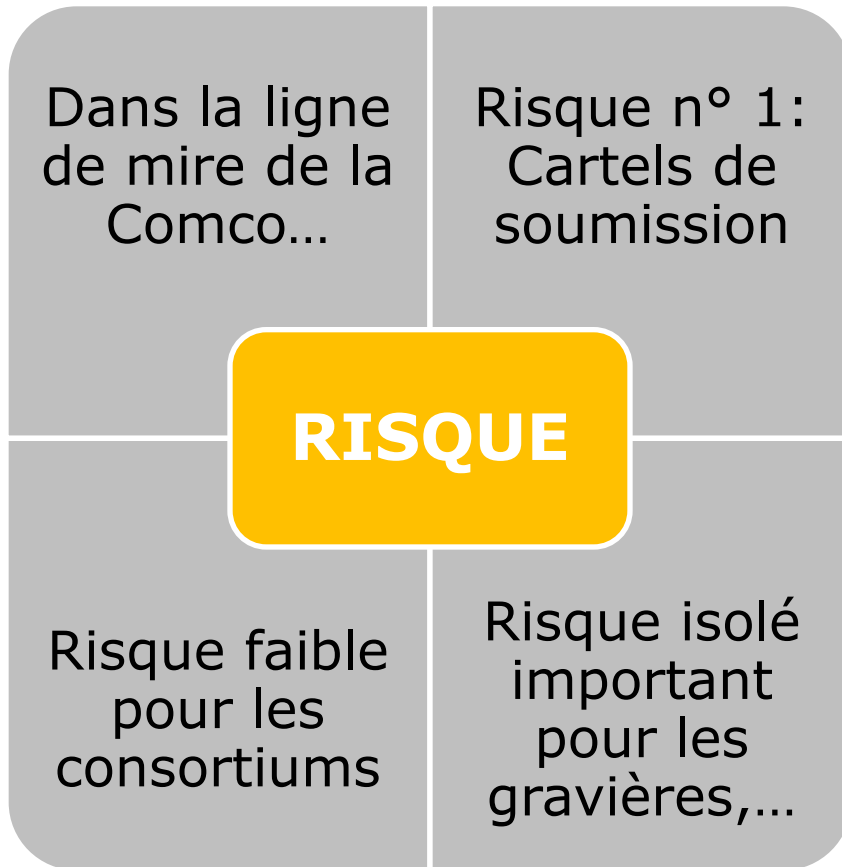 Dans la ligne
de mire de la
Comco…
Risque n° 1:
Cartels de
soumission
RISQUE
Risque faible
pour les
consortiums
Risque isolé
important
pour les
gravières,…